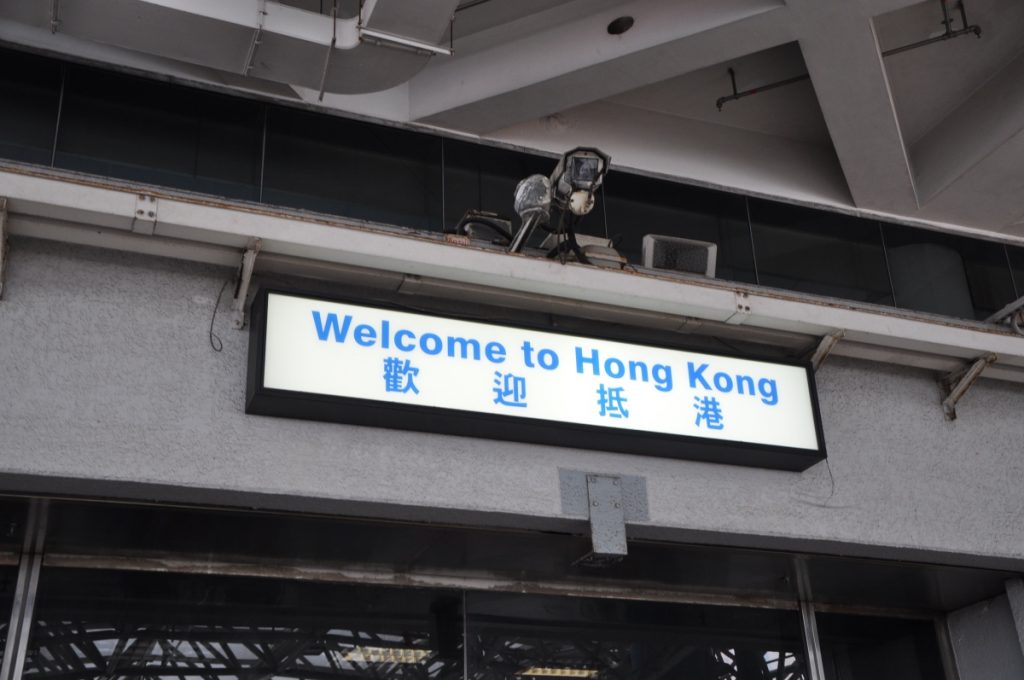 Welcome to Hong Kong
歡迎抵港